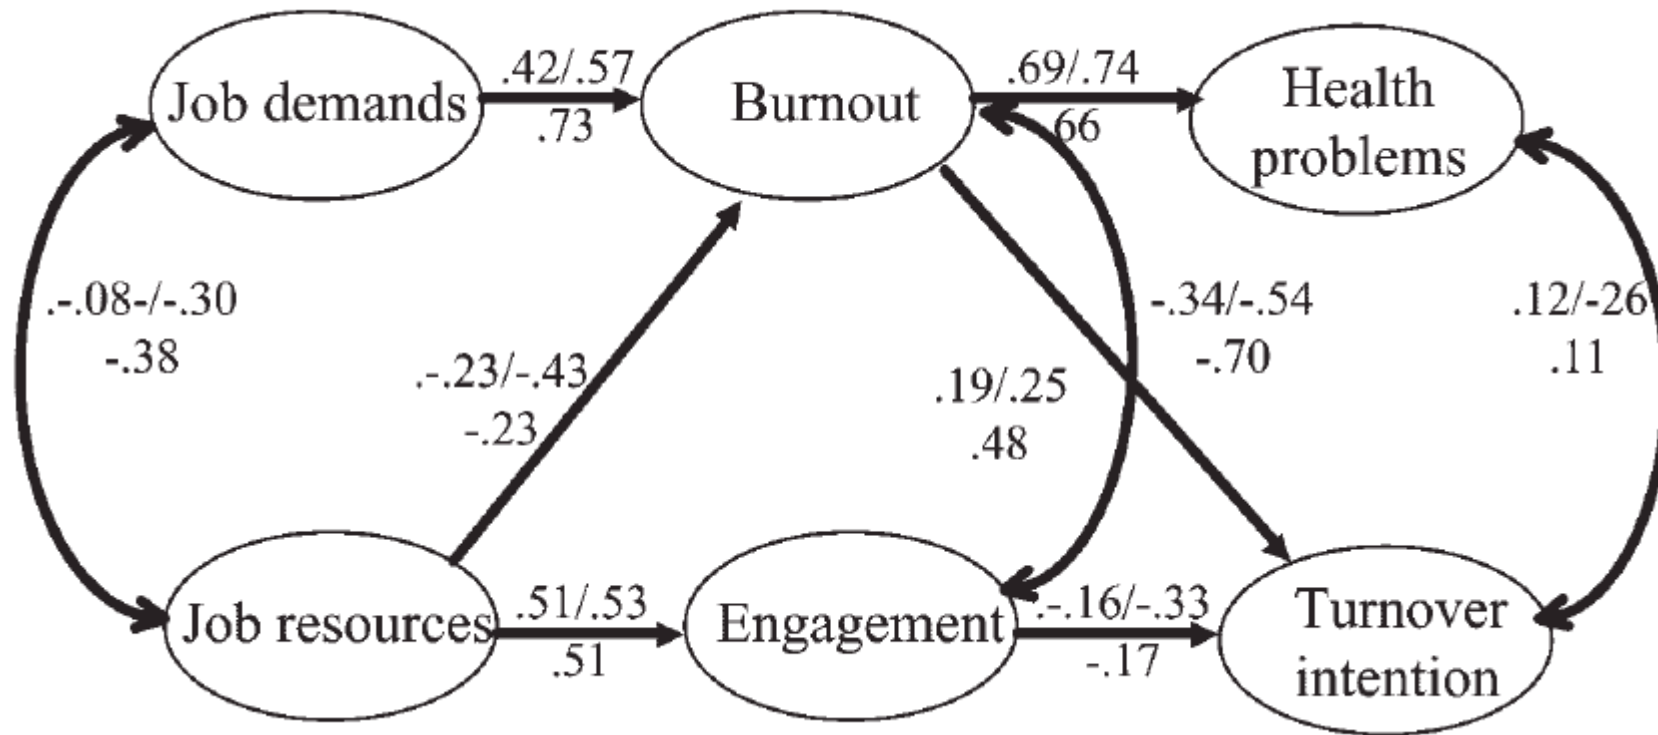 Job demands
.42/.57
.73
Burnout
.69/.74
66
Health
problems
.-.08-/-.30
-.38
.-.23/-.43
-.23
.19/.25
.48
-.34/-.54
-.70
.12/-26
.11
Job resources
.51/.53
.51
Engagement
.-.16/-.33
-.17
Turnover
intention